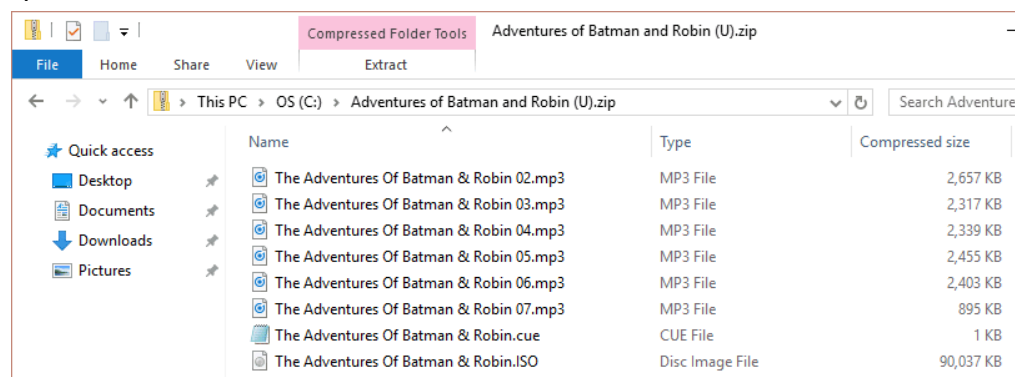 Compressed Folder Tools Adventures of Batman and Robin (U).zip
File Home Share View Extract
This PC > OS (C:) > Adventures of Batman and Robin (U).zip Search Adventure
Name Type Compressed size
Quick access
Desktop
Documents
Downloads
Pictures
The Adventures Of Batman & Robin 02.mp3 MP3 File 2,657 KB
The Adventures Of Batman & Robin 03.mp3 MP3 File 2,317 KB
The Adventures Of Batman & Robin 04.mp3 MP3 File 2,339 KB
The Adventures Of Batman & Robin 05.mp3 MP3 File 2,455 KB
The Adventures Of Batman & Robin 06.mp3 MP3 File 2,403 KB
The Adventures Of Batman & Robin 07.mp3 MP3 File 895 KB
The Adventures Of Batman & Robin.cue CUE File 1 KB
The Adventures Of Batman & Robin.ISO Disc Image File 90,037 KB